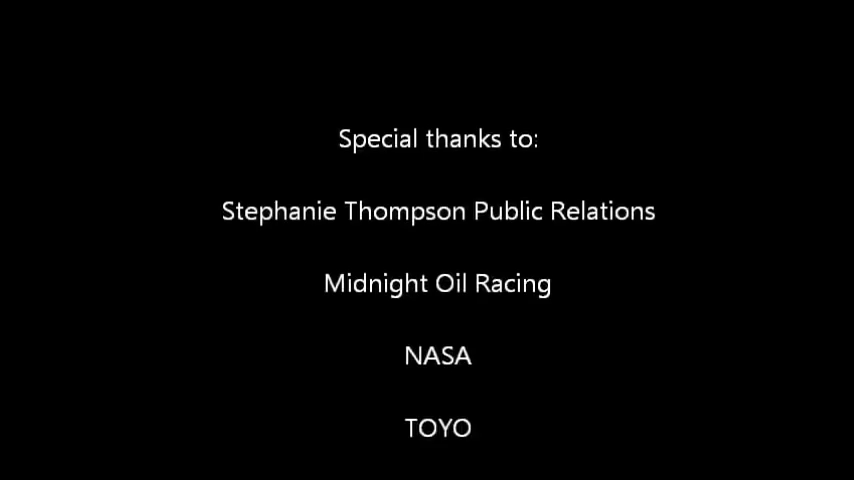 Special thanks to:
Stephanie Thompson Public Relations
Midnight Oil Racing
NASA
TOYO